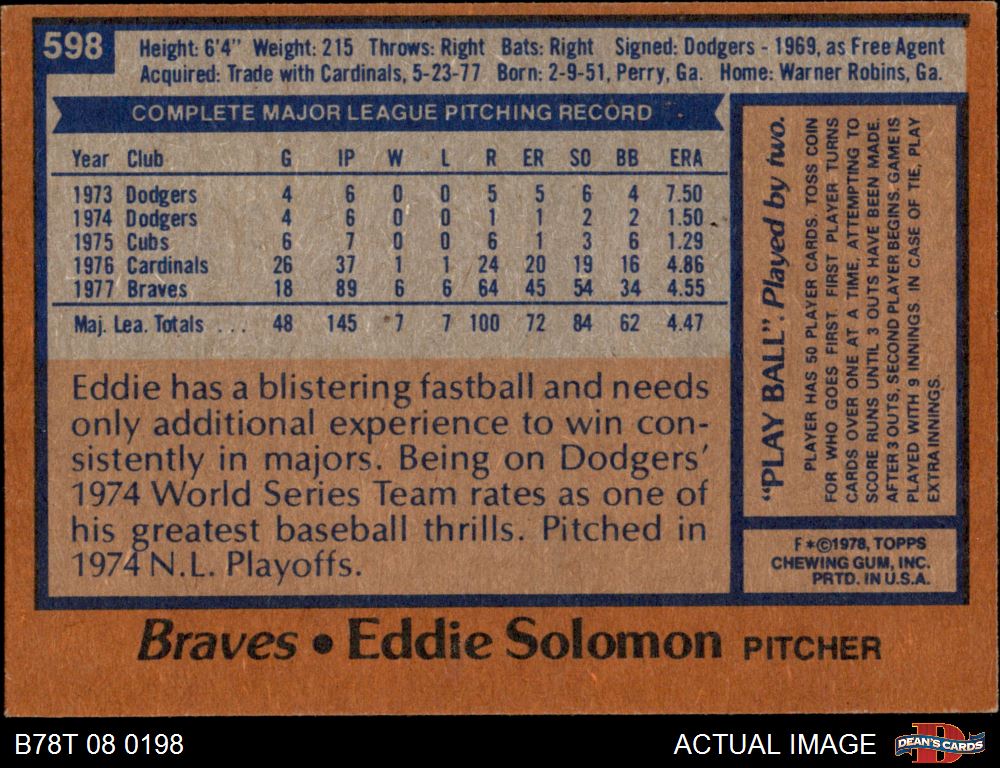 598
Height: 6'4" Weight: 215 Throws: Right Bats: Right Signed: Dodgers - 1969, as Free Agent
Acquired: Trade with Cardinals, 5-23-77 Born: 2-9-51, Perry, Ga. Home: Warner Robins, Ga.
COMPLETE MAJOR LEAGUE PITCHING RECORD
Year Club G IP W L R ER SO BB ERA
1973 Dodgers 4 6 0 0 5 5 6 4 7.50
1974 Dodgers 4 6 0 0 1 1 2 2 1.50
1975 Cubs 6 7 0 0 6 1 3 6 1.29
1976 Cardinals 26 37 1 1 24 20 19 16 4.86
1977 Braves 18 89 6 6 64 45 54 34 4.55
Maj. Lea. Totals ... 48 145 7 7 100 72 84 62 4.47
Eddie has a blistering fastball and needs
only additional experience to win con-
sistently in majors. Being on Dodgers'
1974 World Series Team rates as one of
his greatest baseball thrills. Pitched in
1974 N.L. Playoffs.
"PLAY BALL". Played by two.
PLAYER HAS 50 PLAYER CARDS. TOSS COIN
FOR WHO GOES FIRST. FIRST PLAYER TURNS
CARDS OVER ONE AT A TIME, ATTEMPTING TO
SCORE RUNS UNTIL 3 OUTS HAVE BEEN MADE.
AFTER 3 OUTS, SECOND PLAYER BEGINS. GAME IS
PLAYED WITH 9 INNINGS. IN CASE OF TIE, PLAY
EXTRA INNINGS.
F*©1978, TOPPS
CHEWING GUM, INC.
PRTD. IN U.S.A.
Braves • Eddie Solomon PITCHER
B78T 08 0198
ACTUAL IMAGE
D
DEAN'S CARDS